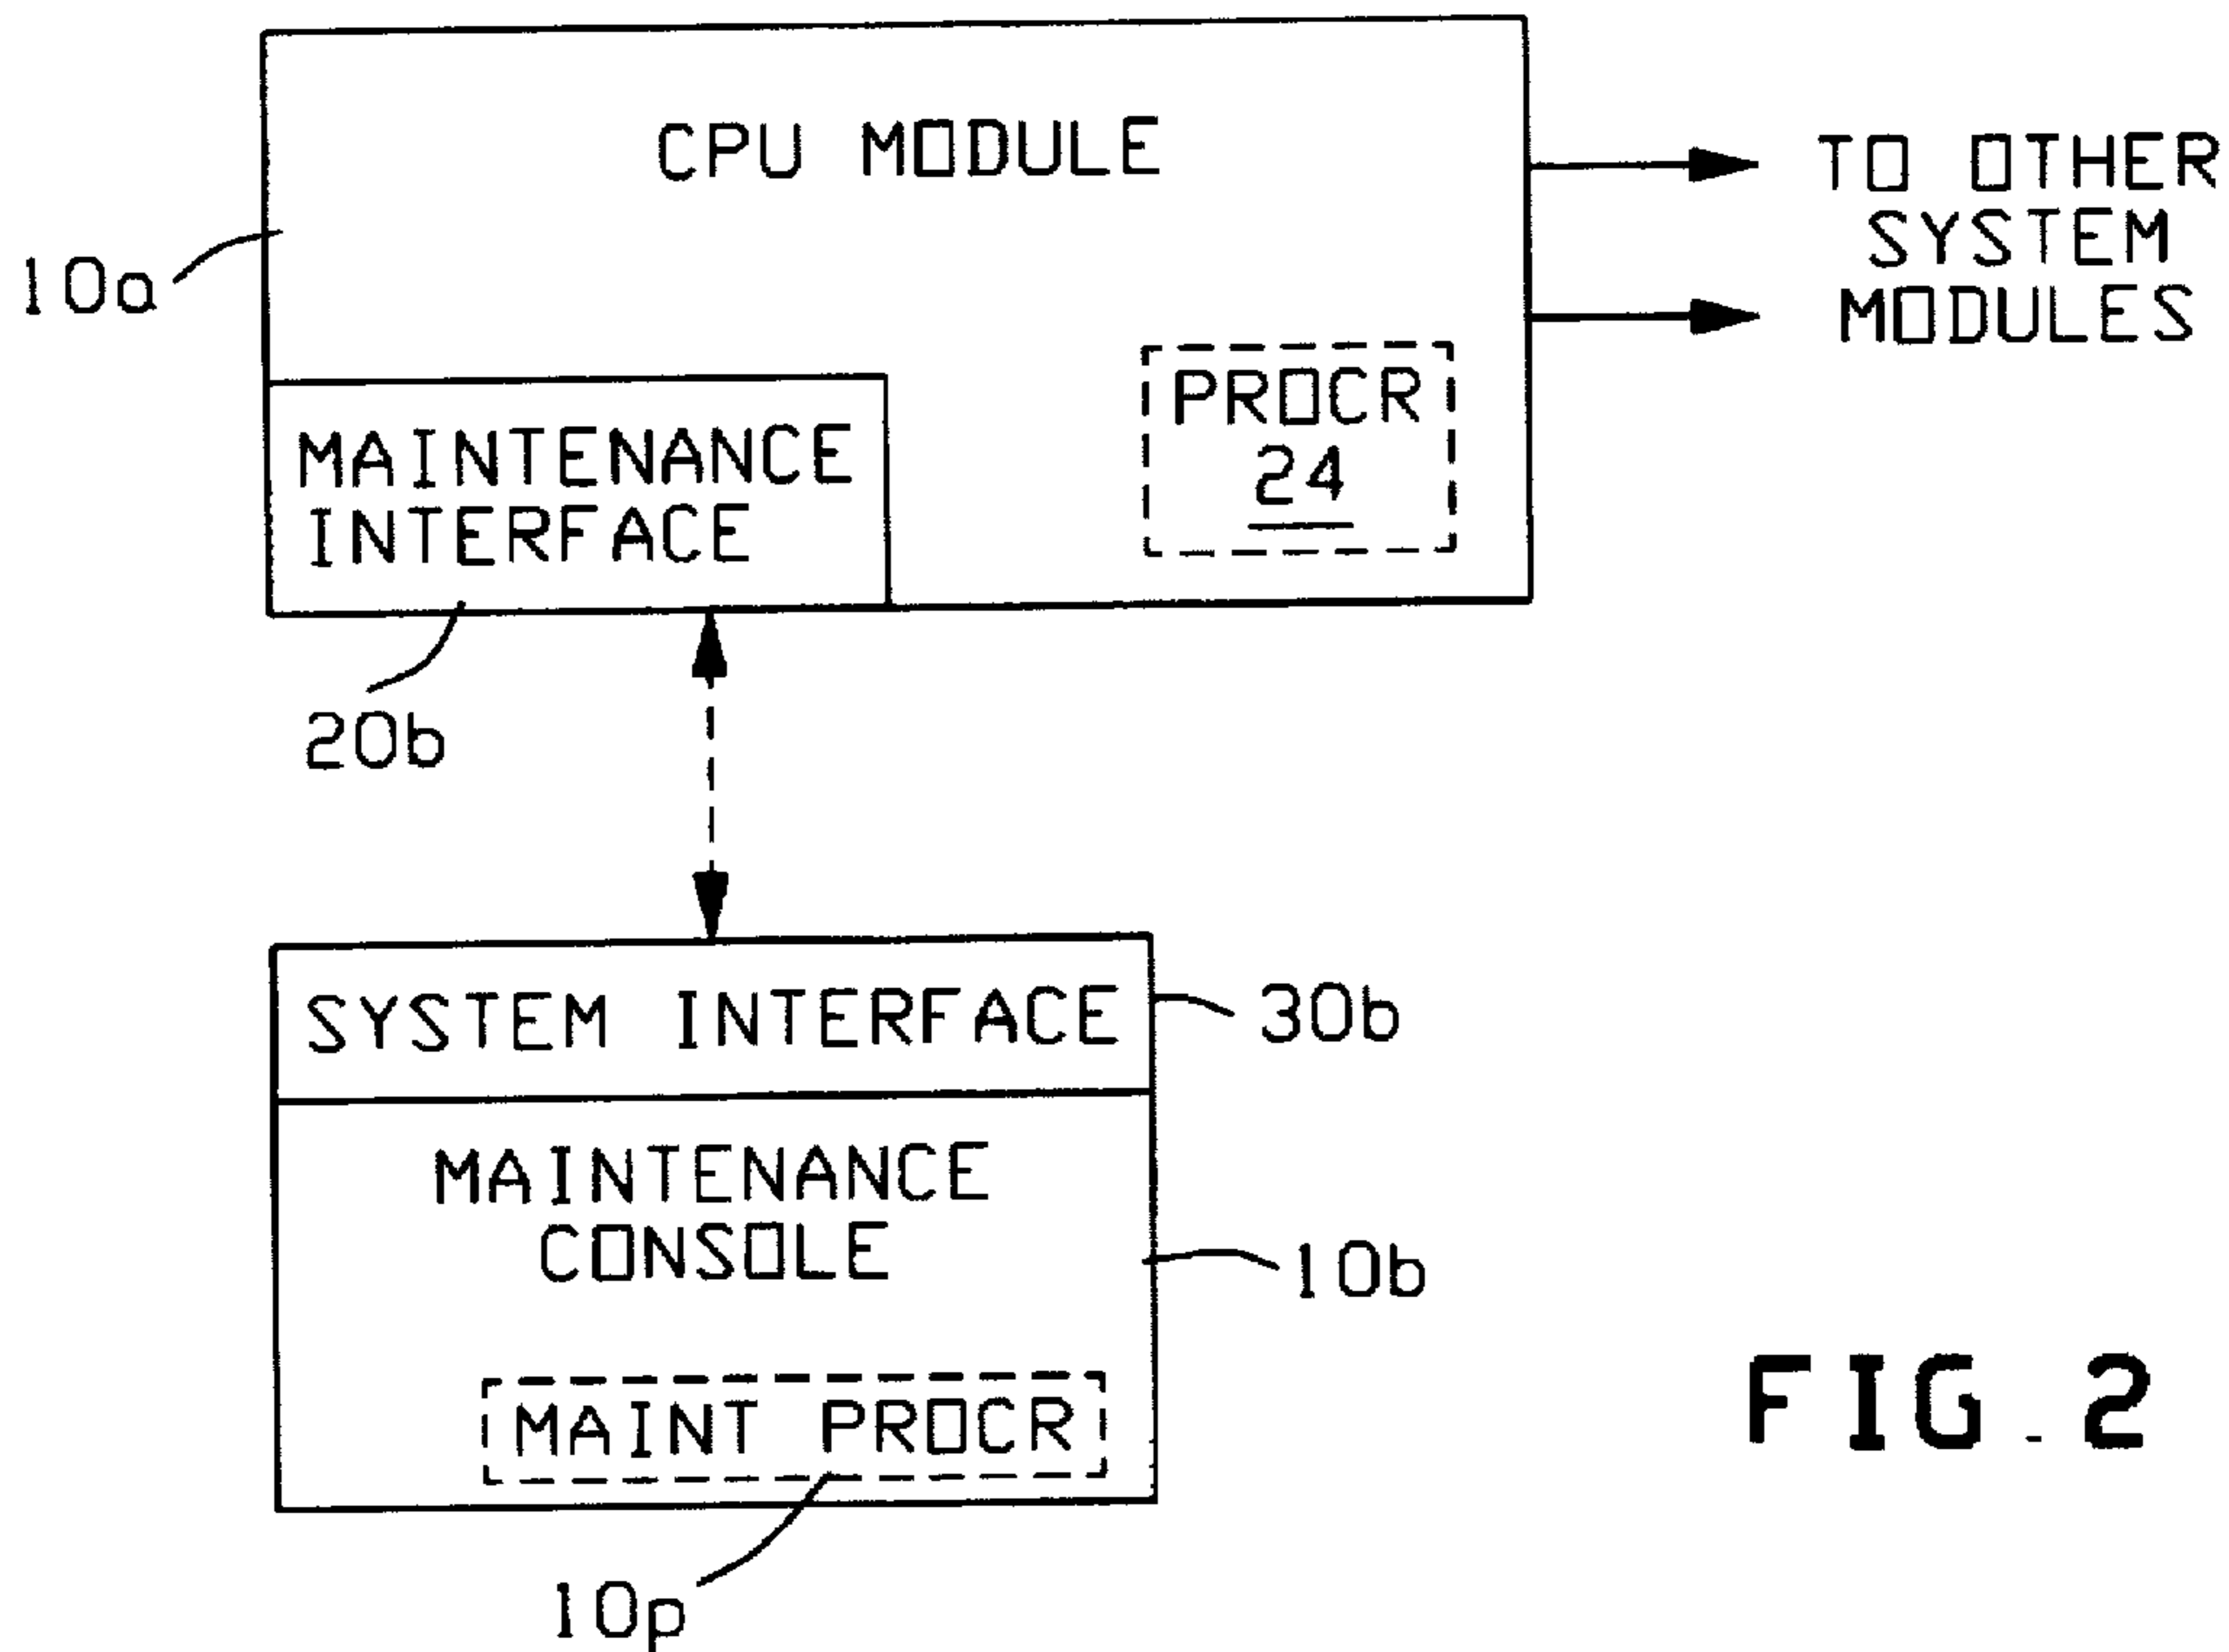 CPU MODULE
TO OTHER
SYSTEM
MODULES
10a
PROCR
24
MAINTENANCE
INTERFACE
20b
SYSTEM INTERFACE
30b
MAINTENANCE
CONSOLE
10b
MAINT PROCR
10p
FIG.2